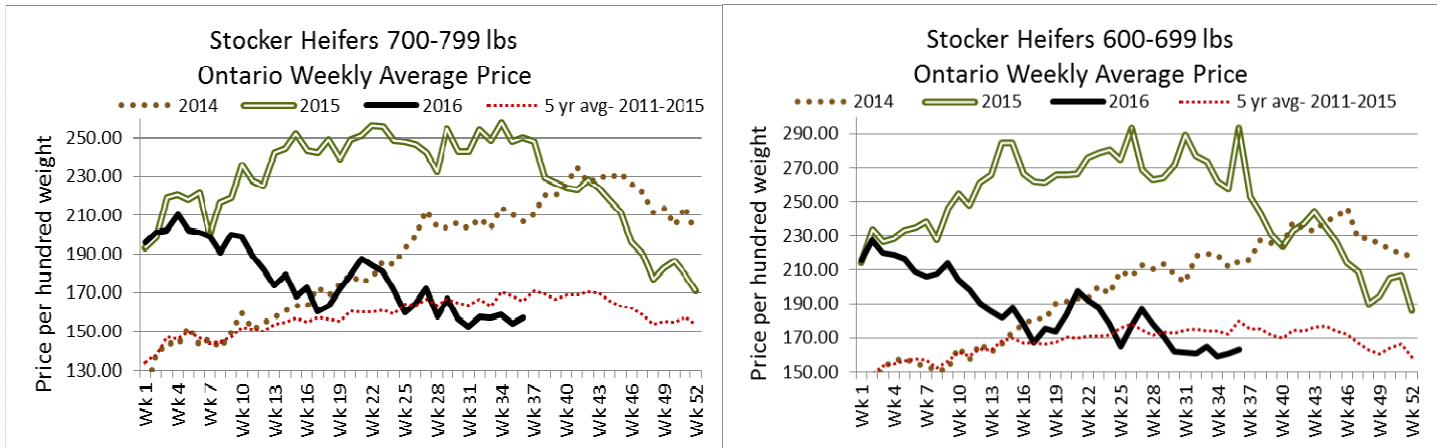 Stocker Heifers 700-799 lbs
Ontario Weekly Average Price
2014 2015 2016 5 yr avg- 2011-2015
Price per hundred weight
250.00
230.00
210.00
190.00
170.00
150.00
130.00
Wk 1
Wk 4
Wk 7
Wk 10
Wk 13
Wk 16
Wk 19
Wk 22
Wk 25
Wk 28
Wk 31
Wk 34
Wk 37
Wk 40
Wk 43
Wk 46
Wk 49
Wk 52
Stocker Heifers 600-699 lbs
Ontario Weekly Average Price
2014 2015 2016 5 yr avg- 2011-2015
Price per hundred weight
290.00
270.00
250.00
230.00
210.00
190.00
170.00
150.00
Wk 1
Wk 4
Wk 7
Wk 10
Wk 13
Wk 16
Wk 19
Wk 22
Wk 25
Wk 28
Wk 31
Wk 34
Wk 37
Wk 40
Wk 43
Wk 46
Wk 49
Wk 52